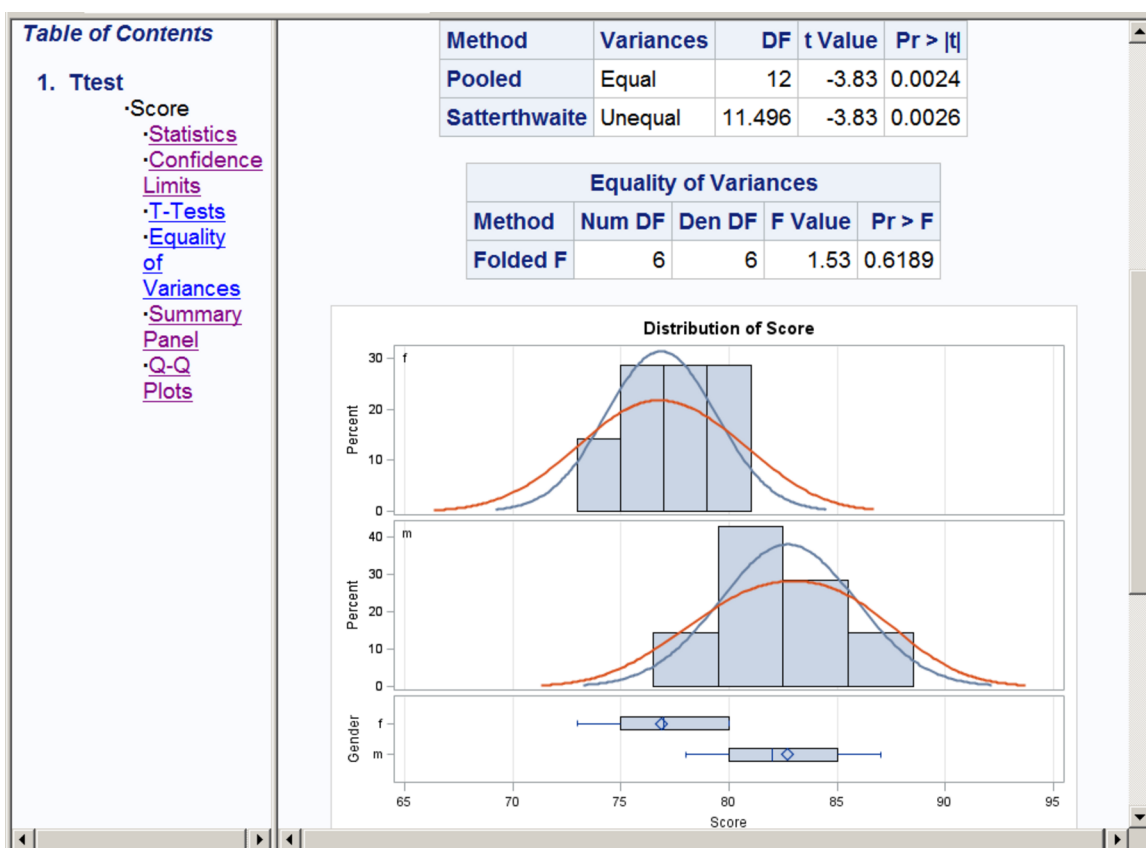 Table of Contents
1. Ttest
·Score
·Statistics
·Confidence
Limits
·T-Tests
·Equality
of
Variances
·Summary
Panel
·Q-Q
Plots
Method Variances DF t Value Pr > |t|
Pooled Equal 12 -3.83 0.0024
Satterthwaite Unequal 11.496 -3.83 0.0026
Equality of Variances
Method Num DF Den DF F Value Pr > F
Folded F 6 6 1.53 0.6189
Distribution of Score
f
30
20
10
0
Percent
m
40
30
20
10
0
Percent
f
m
Gender
65 70 75 80 85 90 95
Score